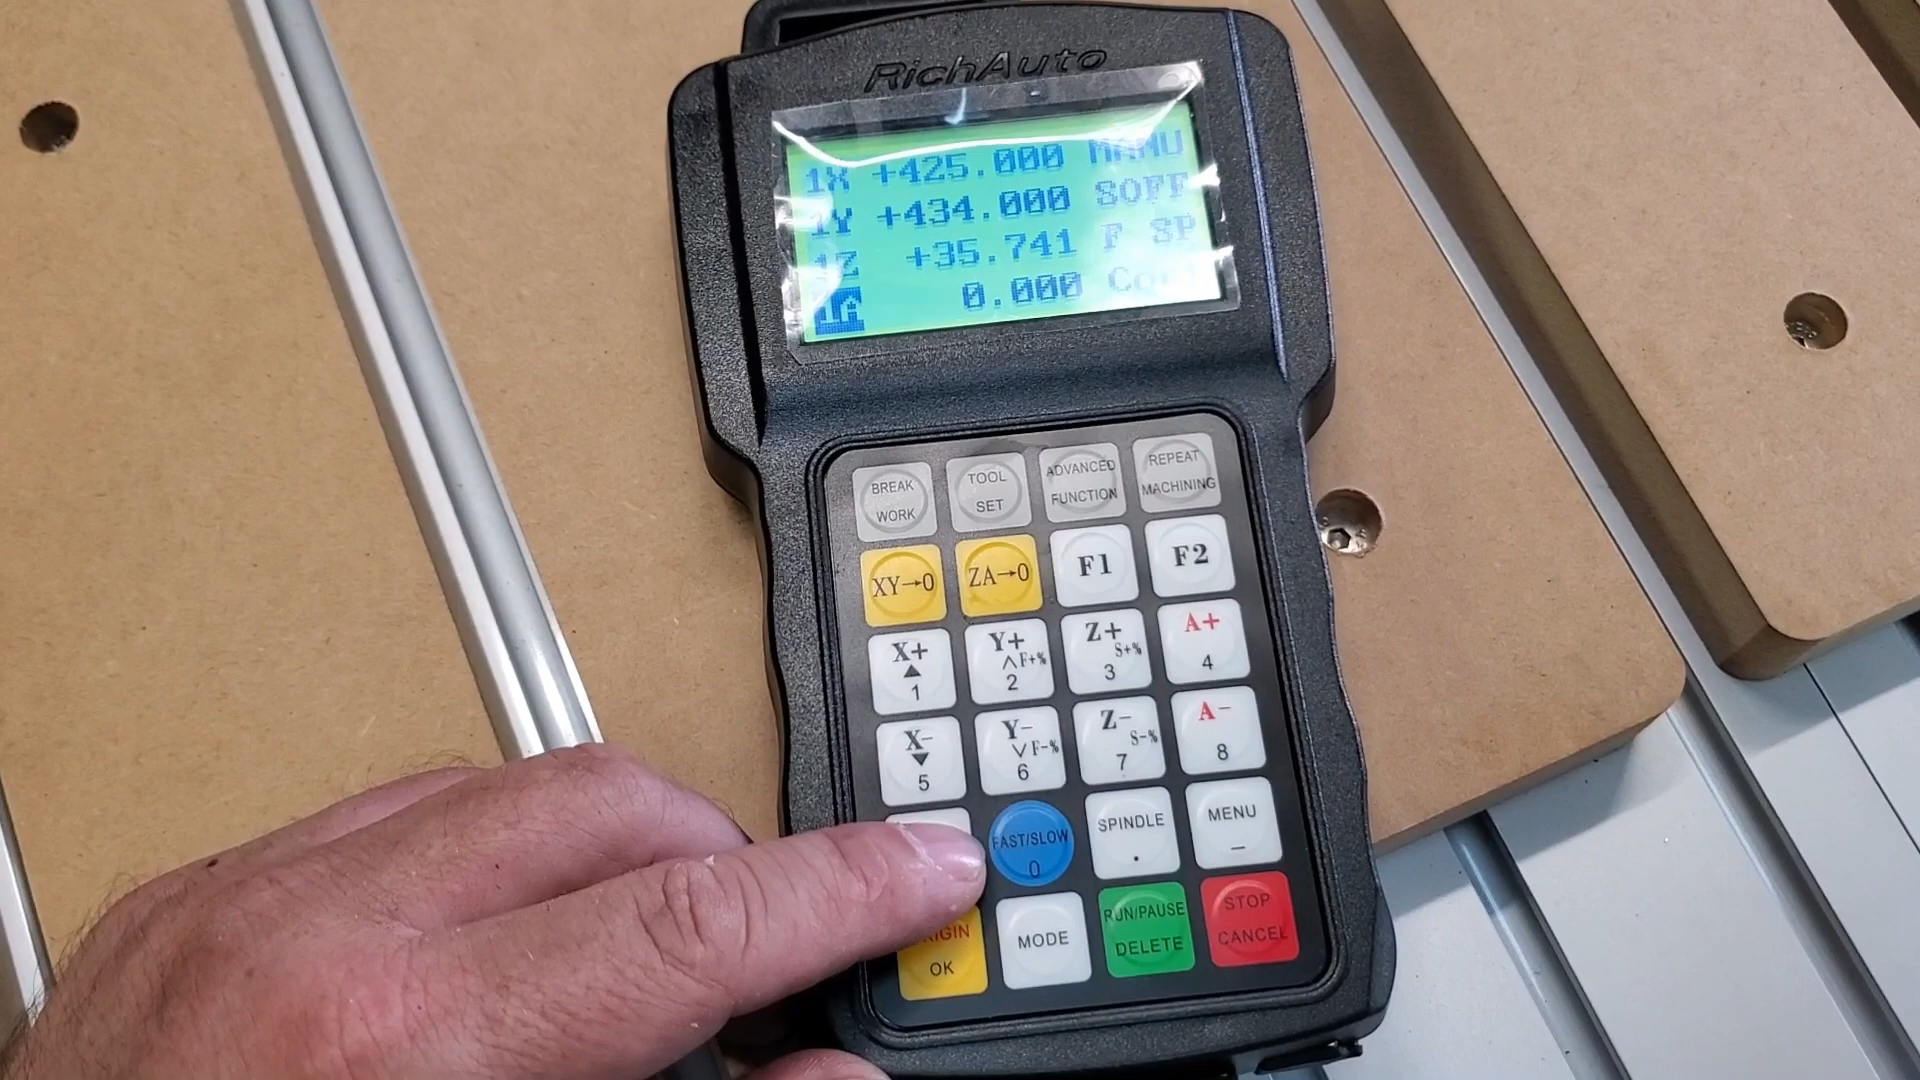 RichAuto
1X +425.000 MANU
1Y +434.000 SOFF
1Z +35.741 F SP
0.000
BREAK WORK
TOOL SET
ADVANCED FUNCTION
REPEAT MACHINING
XY→0
ZA→0
F1
F2
X+ ▲ 1
Y+ ∧F+% 2
Z+ S+% 3
A+ 4
X- ▼ 5
Y- ∨F-% 6
Z- S-% 7
A- 8
FAST/SLOW 0
SPINDLE .
MENU –
OK
MODE
RUN/PAUSE DELETE
STOP CANCEL